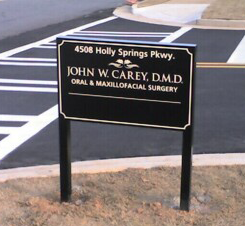 4508 Holly Springs Pkwy.
JOHN W. CAREY, D.M.D.
ORAL & MAXILLOFACIAL SURGERY